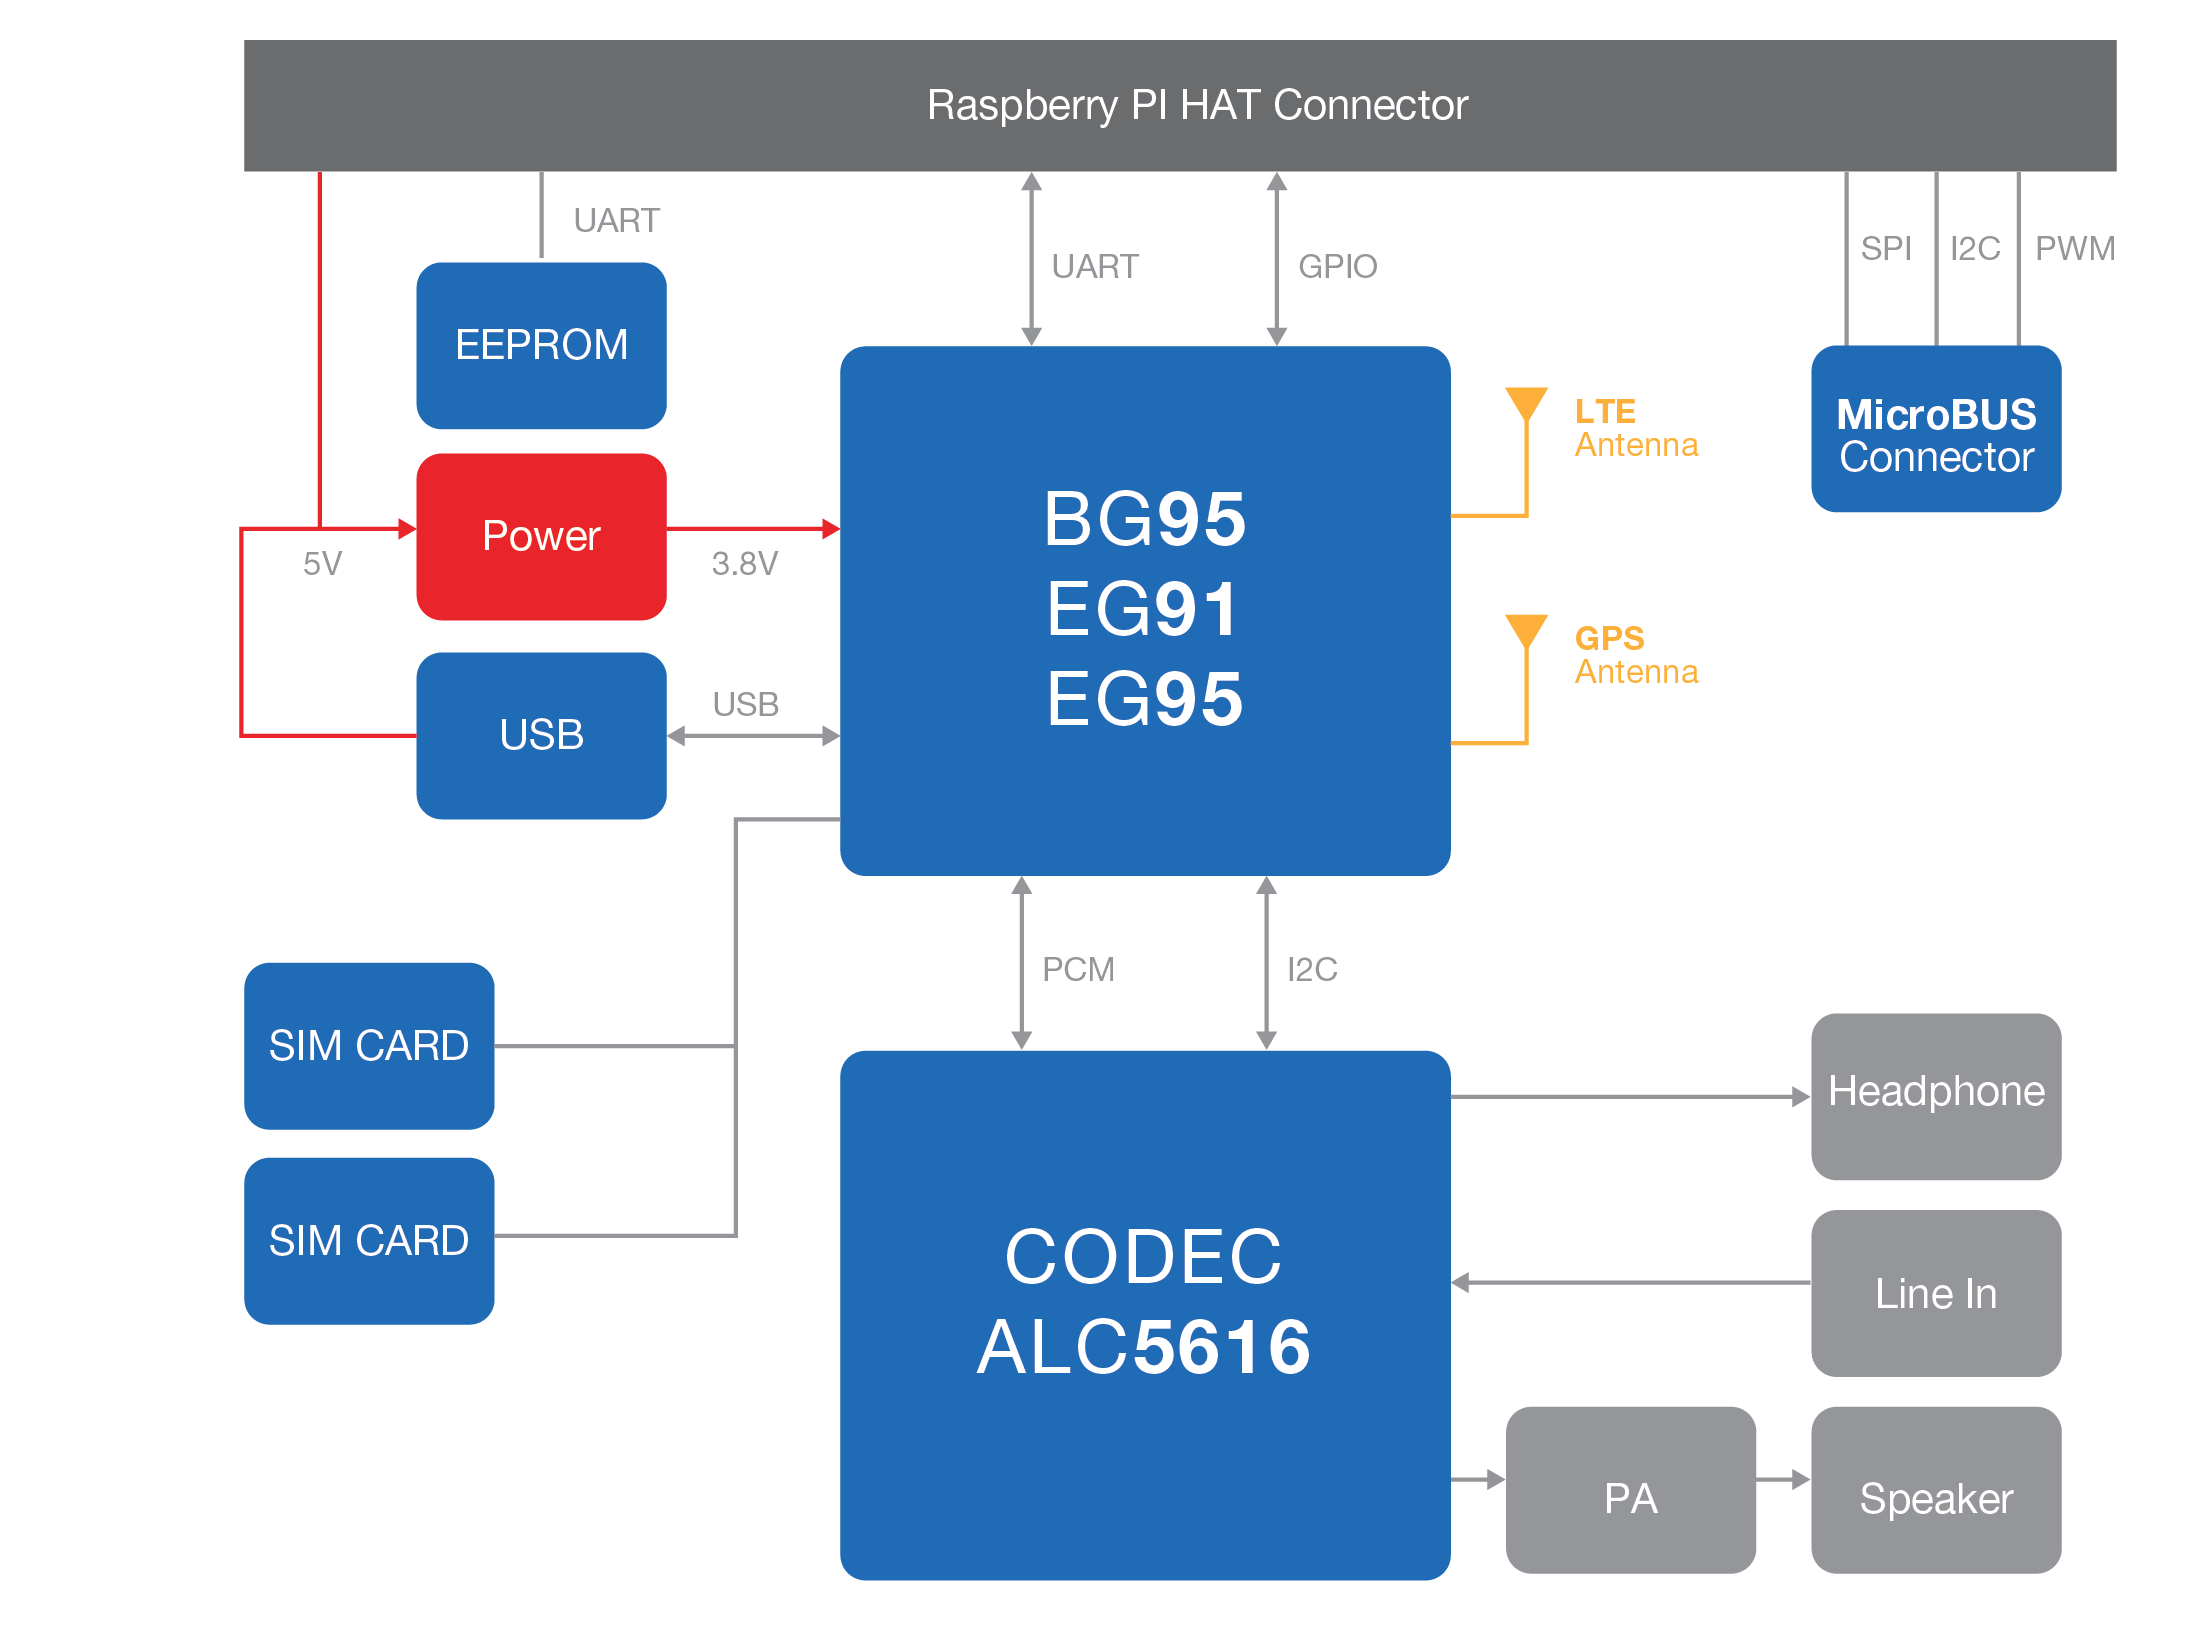 Raspberry PI HAT Connector
UART
UART
GPIO
SPI
I2C
PWM
EEPROM
LTE
Antenna
MicroBUS
Connector
Power
5V
3.8V
BG95
EG91
EG95
GPS
Antenna
USB
USB
PCM
I2C
SIM CARD
SIM CARD
CODEC
ALC5616
Headphone
Line In
PA
Speaker